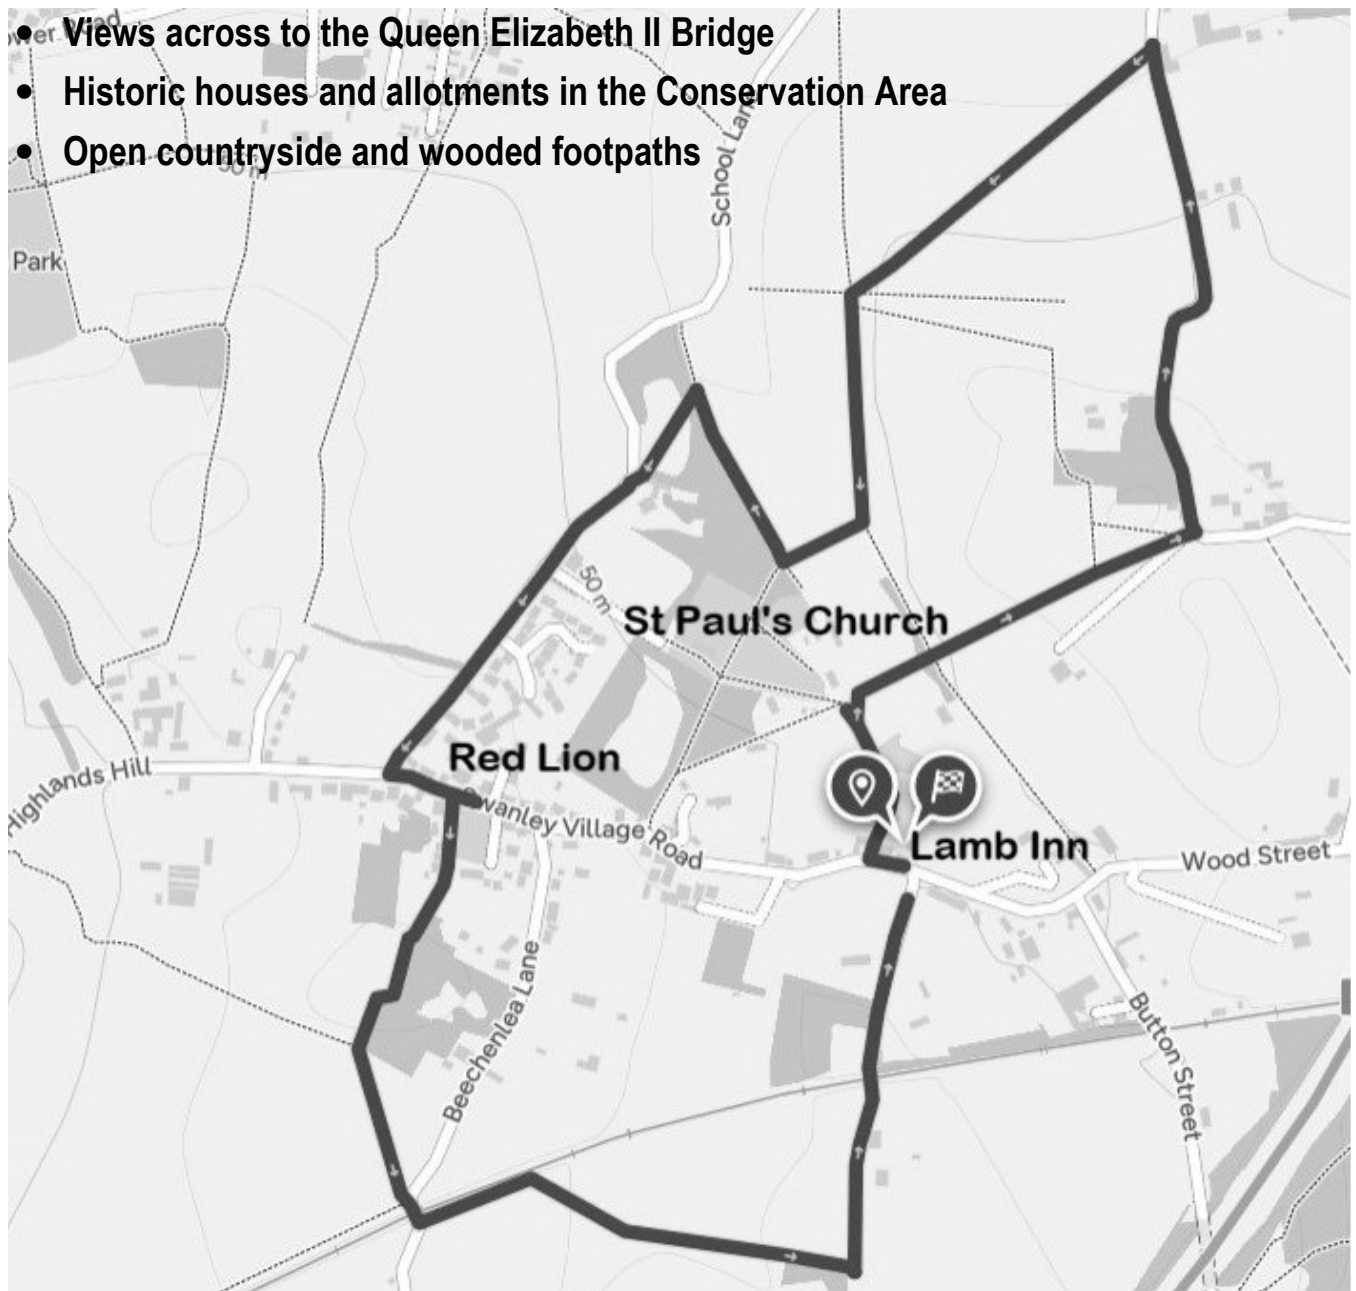 • Views across to the Queen Elizabeth II Bridge
• Historic houses and allotments in the Conservation Area
• Open countryside and wooded footpaths
50 m
School Lane
Park
50 m
St Paul's Church
Red Lion
Highlands Hill
Swanley Village Road
Lamb Inn
Wood Street
Beechenlea Lane
Button Street